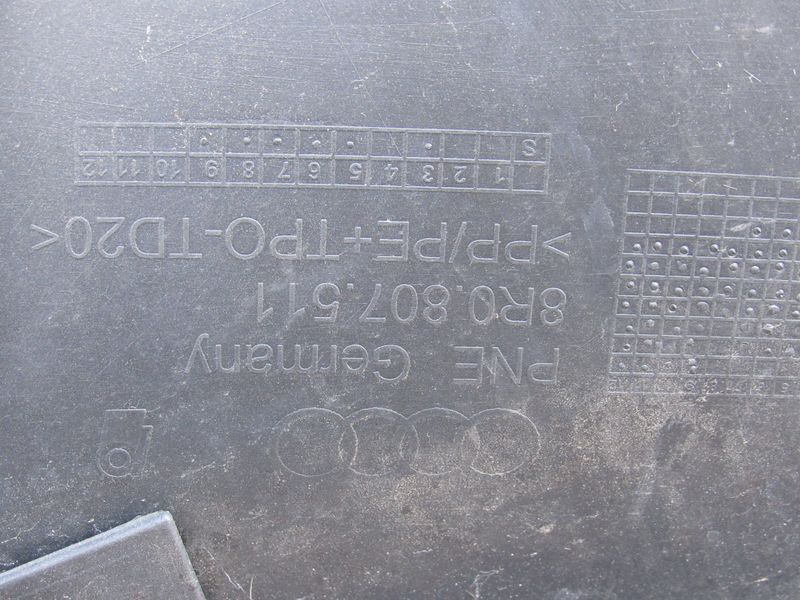 PNE Germany
8R0.807.511
>PP/PE+TPO-TD20<
1 2 3 4 5 6 7 8 9 10 11 12
S